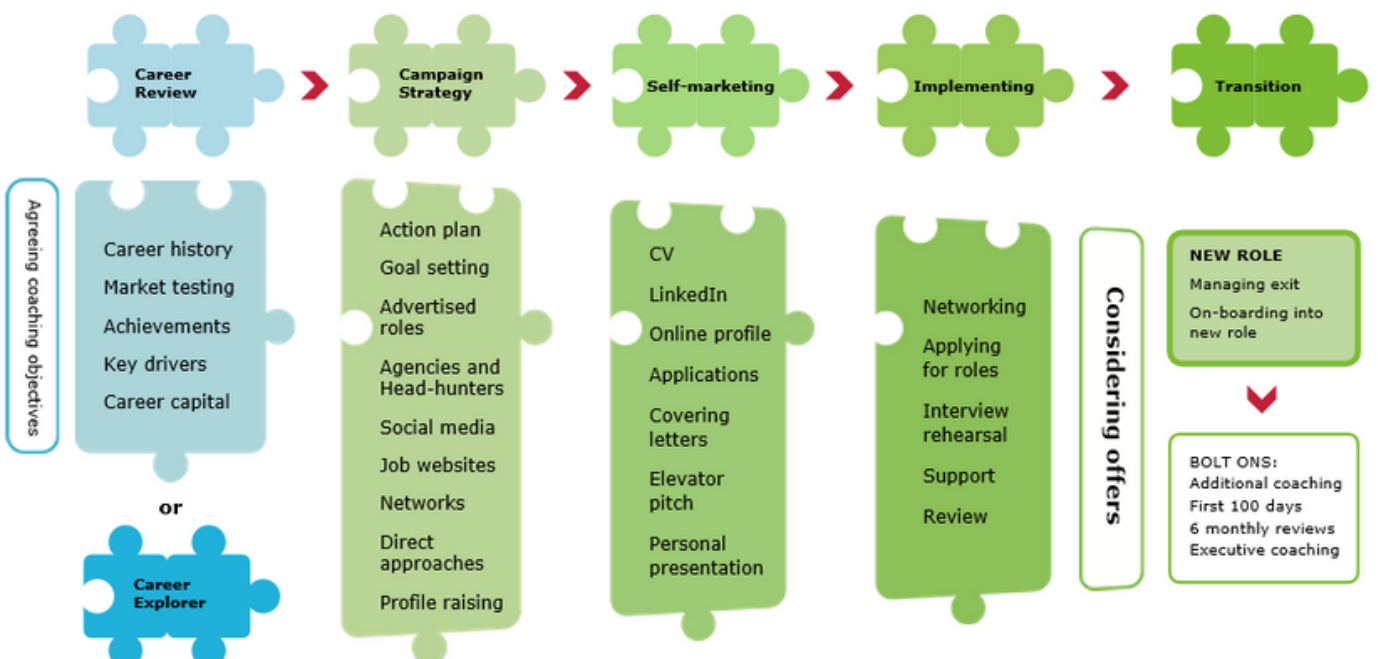 Career
Review
Campaign
Strategy
Self-marketing
Implementing
Transition
Agreeing coaching objectives
Career history
Market testing
Achievements
Key drivers
Career capital
or
Career
Explorer
Action plan
Goal setting
Advertised
roles
Agencies and
Head-hunters
Social media
Job websites
Networks
Direct
approaches
Profile raising
CV
LinkedIn
Online profile
Applications
Covering
letters
Elevator
pitch
Personal
presentation
Networking
Applying
for roles
Interview
rehearsal
Support
Review
Considering offers
NEW ROLE
Managing exit
On-boarding into
new role
BOLT ONS:
Additional coaching
First 100 days
6 monthly reviews
Executive coaching